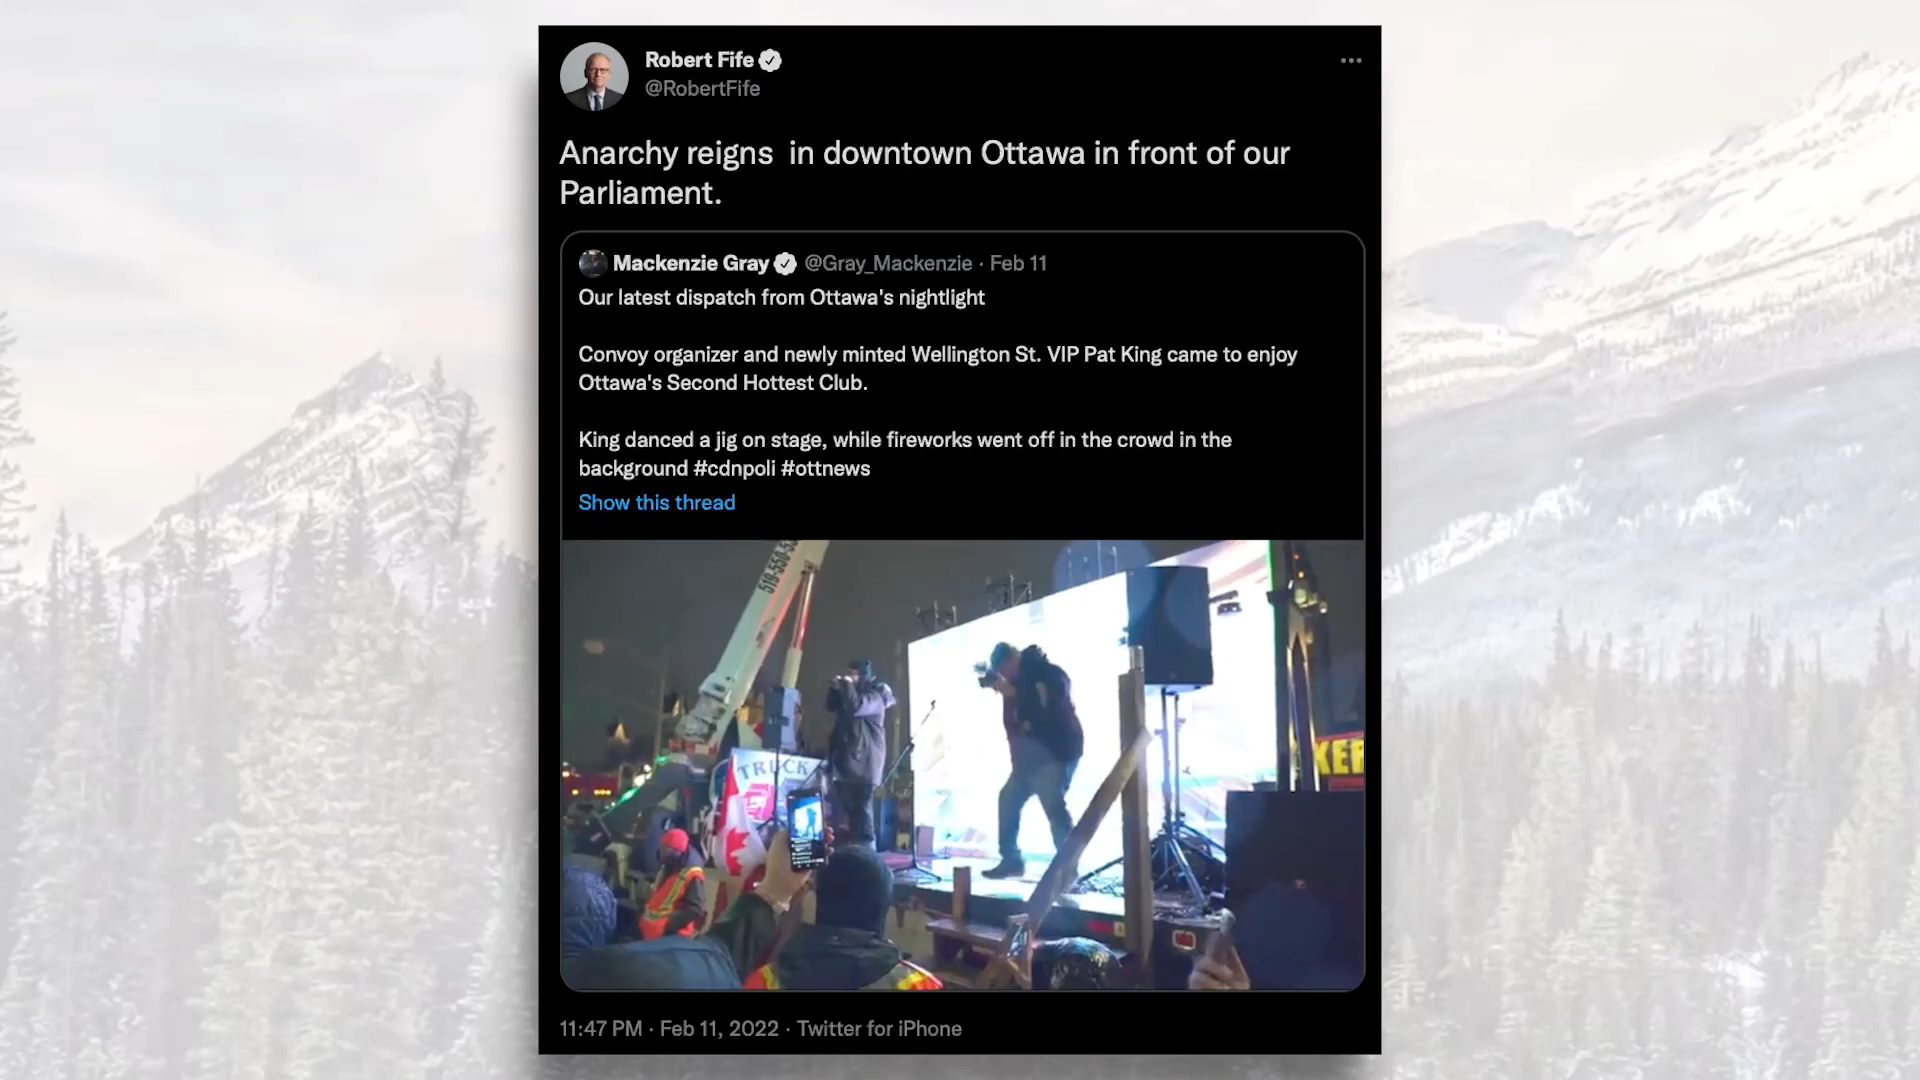 Robert Fife
@RobertFife
Anarchy reigns  in downtown Ottawa in front of our
Parliament.
Mackenzie Gray @Gray_Mackenzie · Feb 11
Our latest dispatch from Ottawa's nightlight
Convoy organizer and newly minted Wellington St. VIP Pat King came to enjoy
Ottawa's Second Hottest Club.
King danced a jig on stage, while fireworks went off in the crowd in the
background #cdnpoli #ottnews
Show this thread
TRUCK
KER
11:47 PM · Feb 11, 2022 · Twitter for iPhone